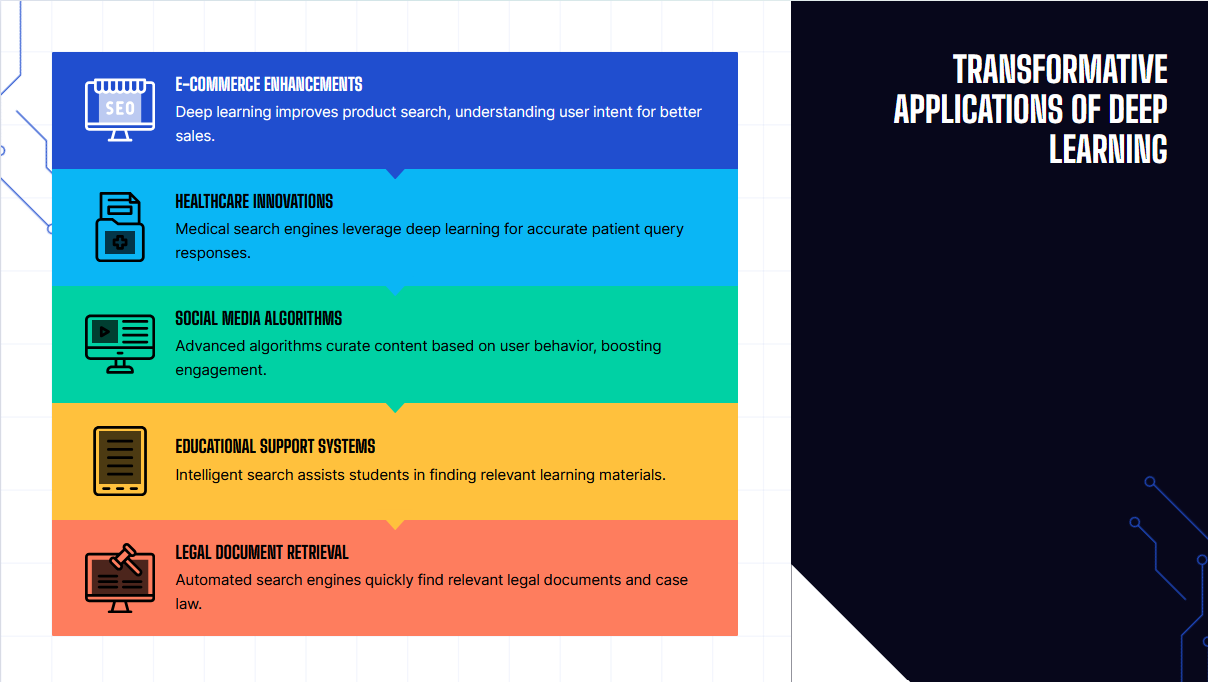 TRANSFORMATIVE
APPLICATIONS OF DEEP
LEARNING
SEO
E-COMMERCE ENHANCEMENTS
Deep learning improves product search, understanding user intent for better
sales.
HEALTHCARE INNOVATIONS
Medical search engines leverage deep learning for accurate patient query
responses.
SOCIAL MEDIA ALGORITHMS
Advanced algorithms curate content based on user behavior, boosting
engagement.
EDUCATIONAL SUPPORT SYSTEMS
Intelligent search assists students in finding relevant learning materials.
LEGAL DOCUMENT RETRIEVAL
Automated search engines quickly find relevant legal documents and case
law.